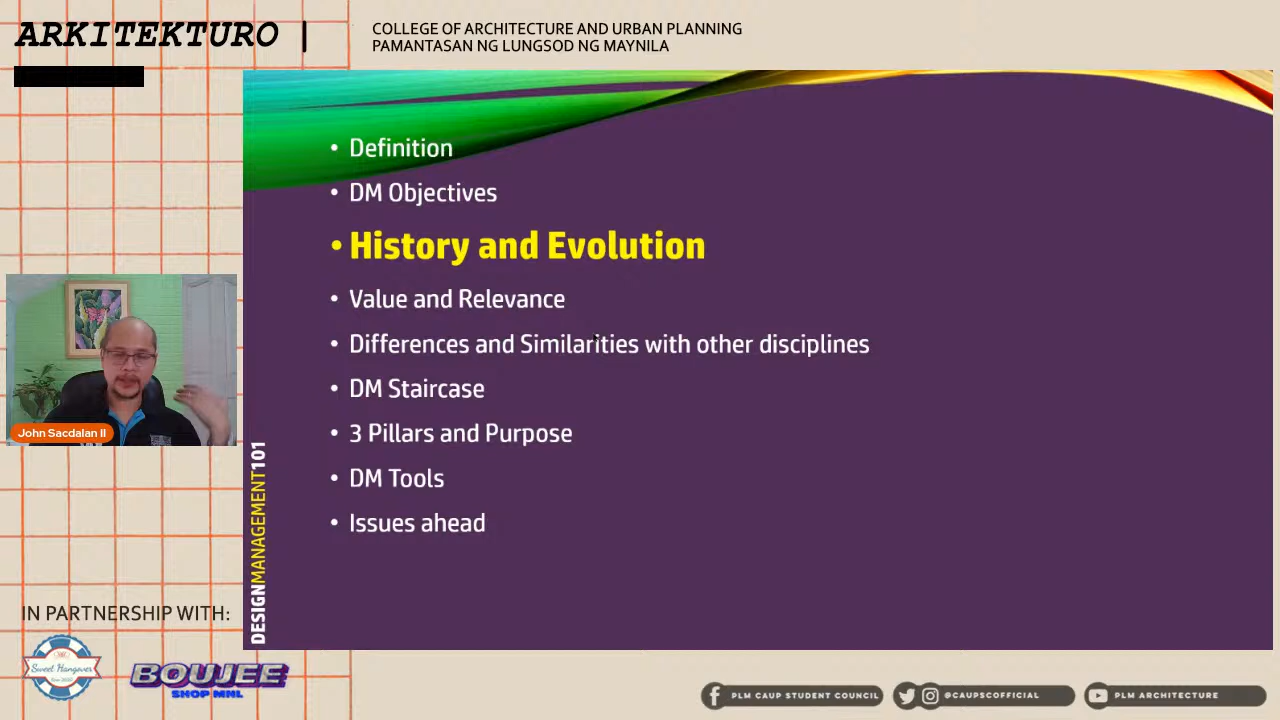 ARKITEKTURO |
COLLEGE OF ARCHITECTURE AND URBAN PLANNING
PAMANTASAN NG LUNGSOD NG MAYNILA
• Definition
• DM Objectives
• History and Evolution
• Value and Relevance
• Differences and Similarities with other disciplines
• DM Staircase
• 3 Pillars and Purpose
• DM Tools
• Issues ahead
DESIGNMANAGEMENT101
John Sacdalan II
IN PARTNERSHIP WITH:
Sweet Hangover
BOUJEE
SHOP MNL
PLM CAUP STUDENT COUNCIL
@CAUPSCOFFICIAL
PLM ARCHITECTURE